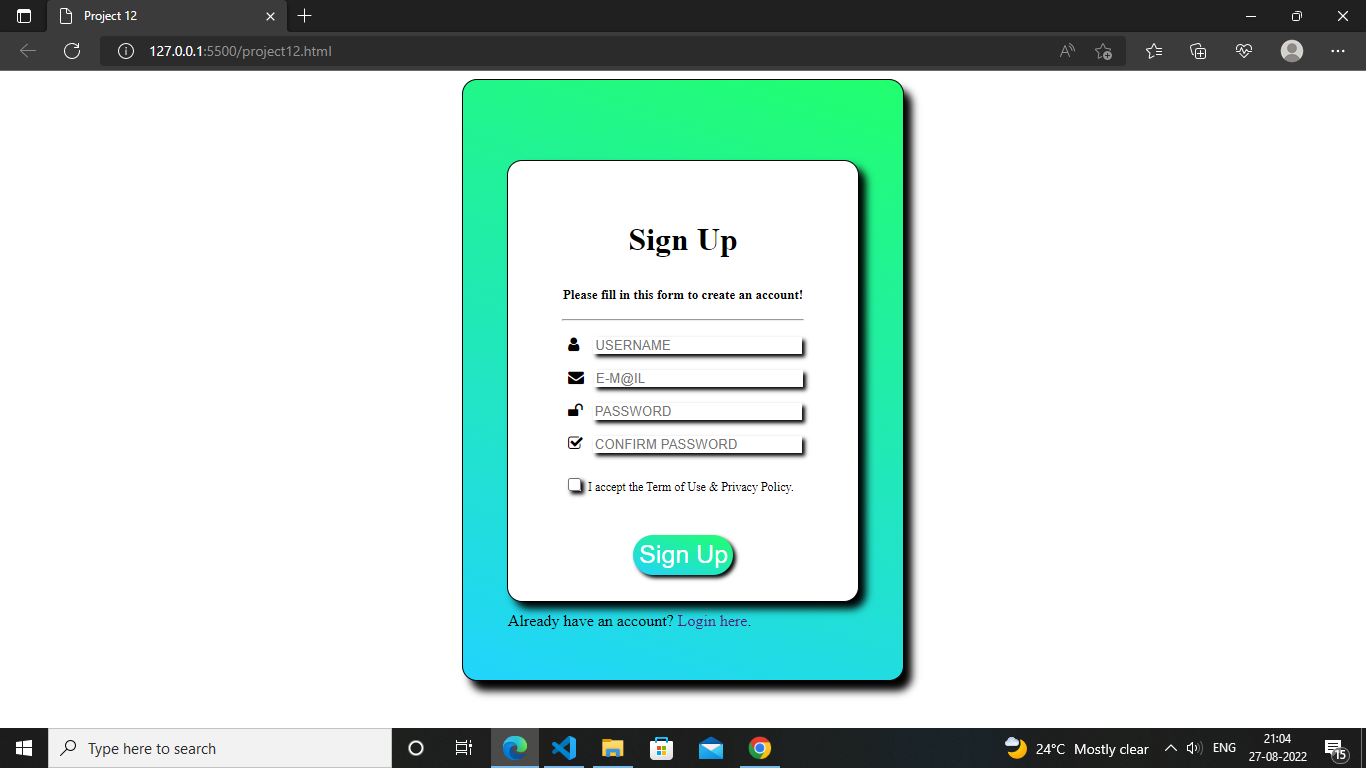 Project 12
127.0.0.1:5500/project12.html
Sign Up
Please fill in this form to create an account!
USERNAME
E-M@IL
PASSWORD
CONFIRM PASSWORD
I accept the Term of Use & Privacy Policy.
Sign Up
Already have an account? Login here.
Type here to search
24°C Mostly clear
ENG
21:04
27-08-2022
15